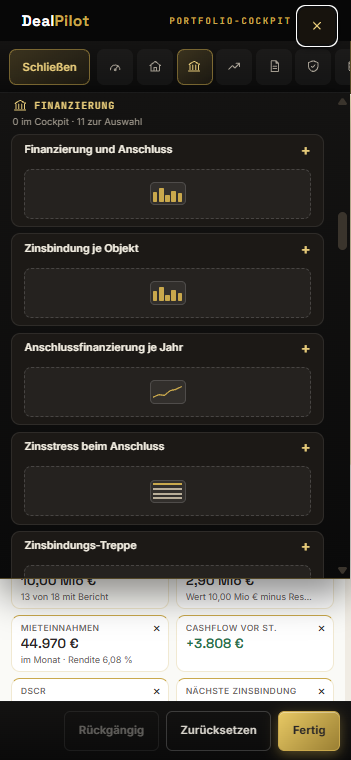 DealPilot
PORTFOLIO-COCKPIT
×
Schließen
FINANZIERUNG
0 im Cockpit · 11 zur Auswahl
Finanzierung und Anschluss +
Zinsbindung je Objekt +
Anschlussfinanzierung je Jahr +
Zinsstress beim Anschluss +
Zinsbindungs-Treppe +
10,00 Mio € 2,90 Mio €
13 von 18 mit Bericht Wert 10,00 Mio € minus Res…
MIETEINNAHMEN × CASHFLOW VOR ST. ×
44.970 € +3.808 €
im Monat · Rendite 6,08 %
DSCR × NÄCHSTE ZINSBINDUNG ×
Rückgängig Zurücksetzen Fertig